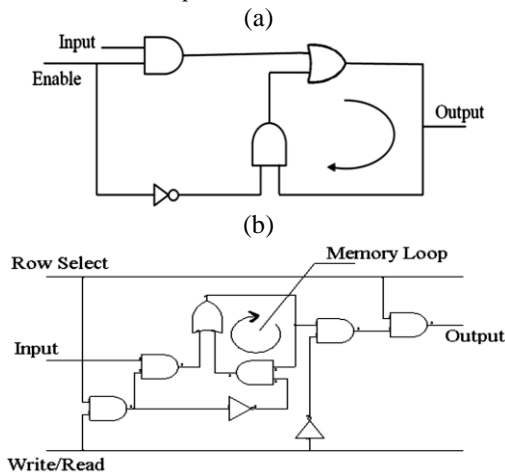 (a)
Input
Enable
Output
(b)
Memory Loop
Row Select
Input
Output
Write/Read